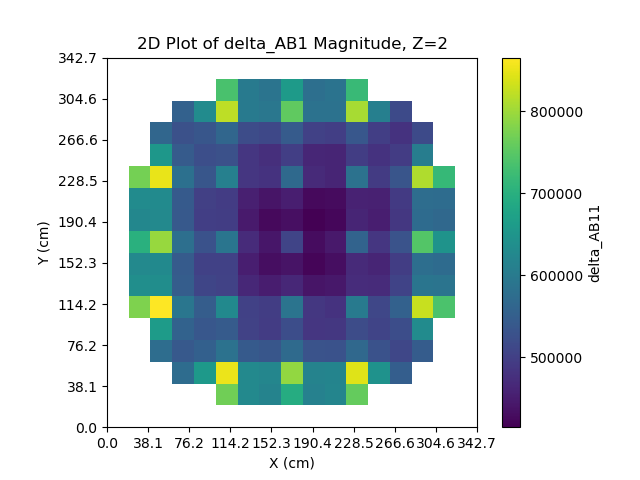 2D Plot of delta_AB1 Magnitude, Z=2
342.7
304.6
266.6
228.5
190.4
152.3
114.2
76.2
38.1
0.0
Y (cm)
0.0 38.1 76.2 114.2 152.3 190.4 228.5 266.6 304.6 342.7
X (cm)
800000
700000
600000
500000
delta_AB11